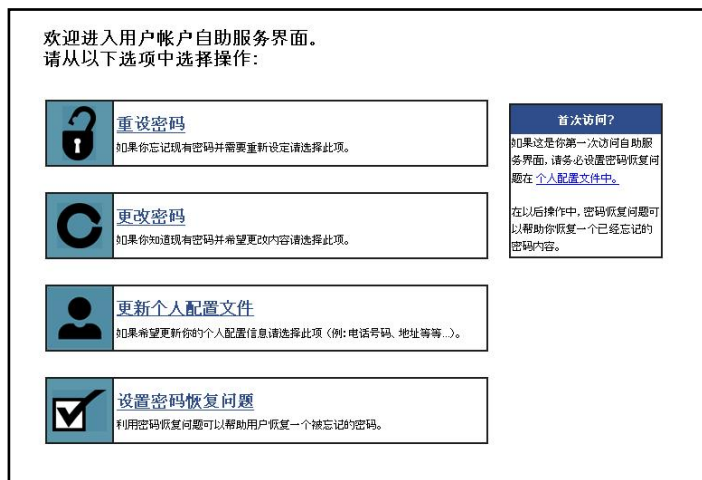 欢迎进入用户帐户自助服务界面。
请从以下选项中选择操作:
重设密码
如果你忘记现有密码并需要重新设定请选择此项。
更改密码
如果你知道现有密码并希望更改内容请选择此项。
更新个人配置文件
如果希望更新你的个人配置信息请选择此项(例:电话号码、地址等等...)。
设置密码恢复问题
利用密码恢复问题可以帮助用户恢复一个被忘记的密码。
首次访问?
如果这是你第一次访问自助服
务界面, 请务必设置密码恢复问
题在 个人配置文件中。
在以后操作中, 密码恢复问题可
以帮助你恢复一个已经忘记的
密码内容。